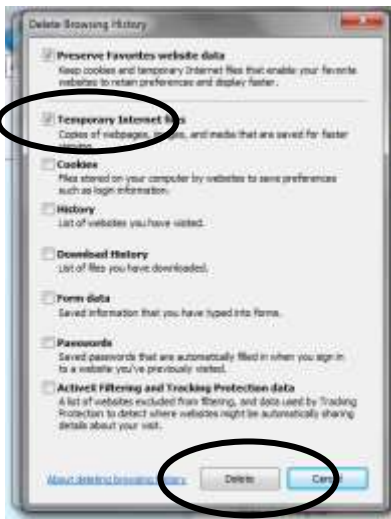 Delete Browsing History
Preserve Favorites website data
Keep cookies and temporary Internet files that enable your favorite
websites to retain preferences and display faster.
Temporary Internet files
Copies of webpages, images, and media that are saved for faster
viewing.
Cookies
Files stored on your computer by websites to save preferences
such as login information.
History
List of websites you have visited.
Download History
List of files you have downloaded.
Form data
Saved information that you have typed into forms.
Passwords
Saved passwords that are automatically filled in when you sign in
to a website you've previously visited.
ActiveX Filtering and Tracking Protection data
A list of websites excluded from filtering, and data used by Tracking
Protection to detect where websites might be automatically sharing
details about your visit.
About deleting browsing history
Delete
Cancel